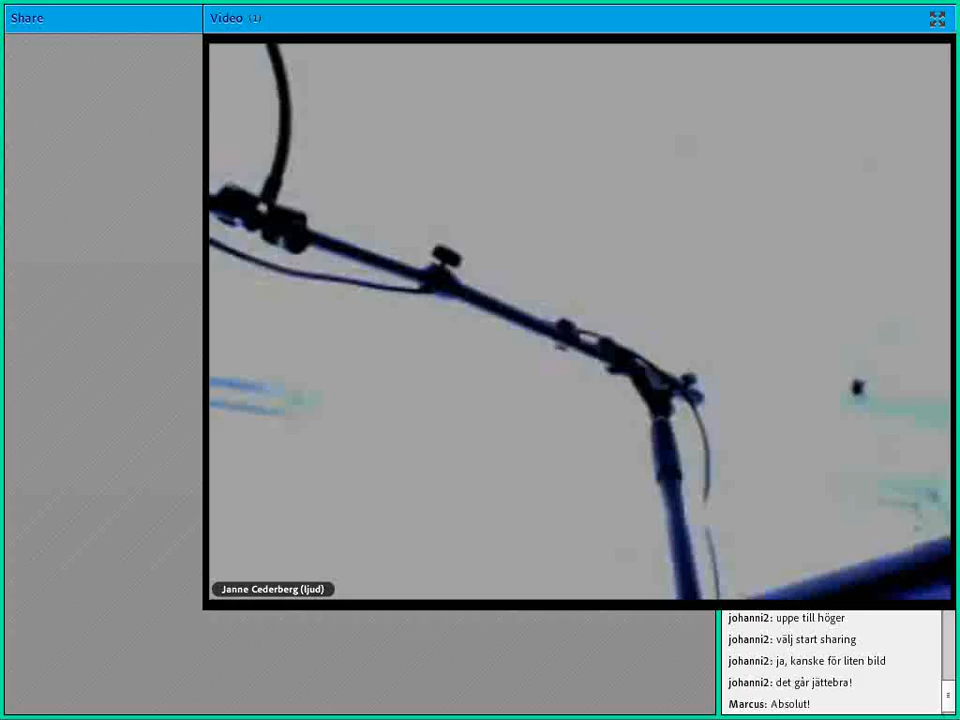 Share
Video (1)
Janne Cederberg (ljud)
johanni2: uppe till höger
johanni2: välj start sharing
johanni2: ja, kanske för liten bild
johanni2: det går jättebra!
Marcus: Absolut!